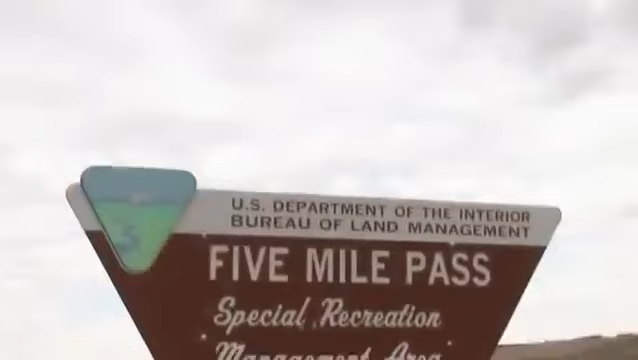 U.S. DEPARTMENT OF THE INTERIOR
BUREAU OF LAND MANAGEMENT
FIVE MILE PASS
Special Recreation
Management Area